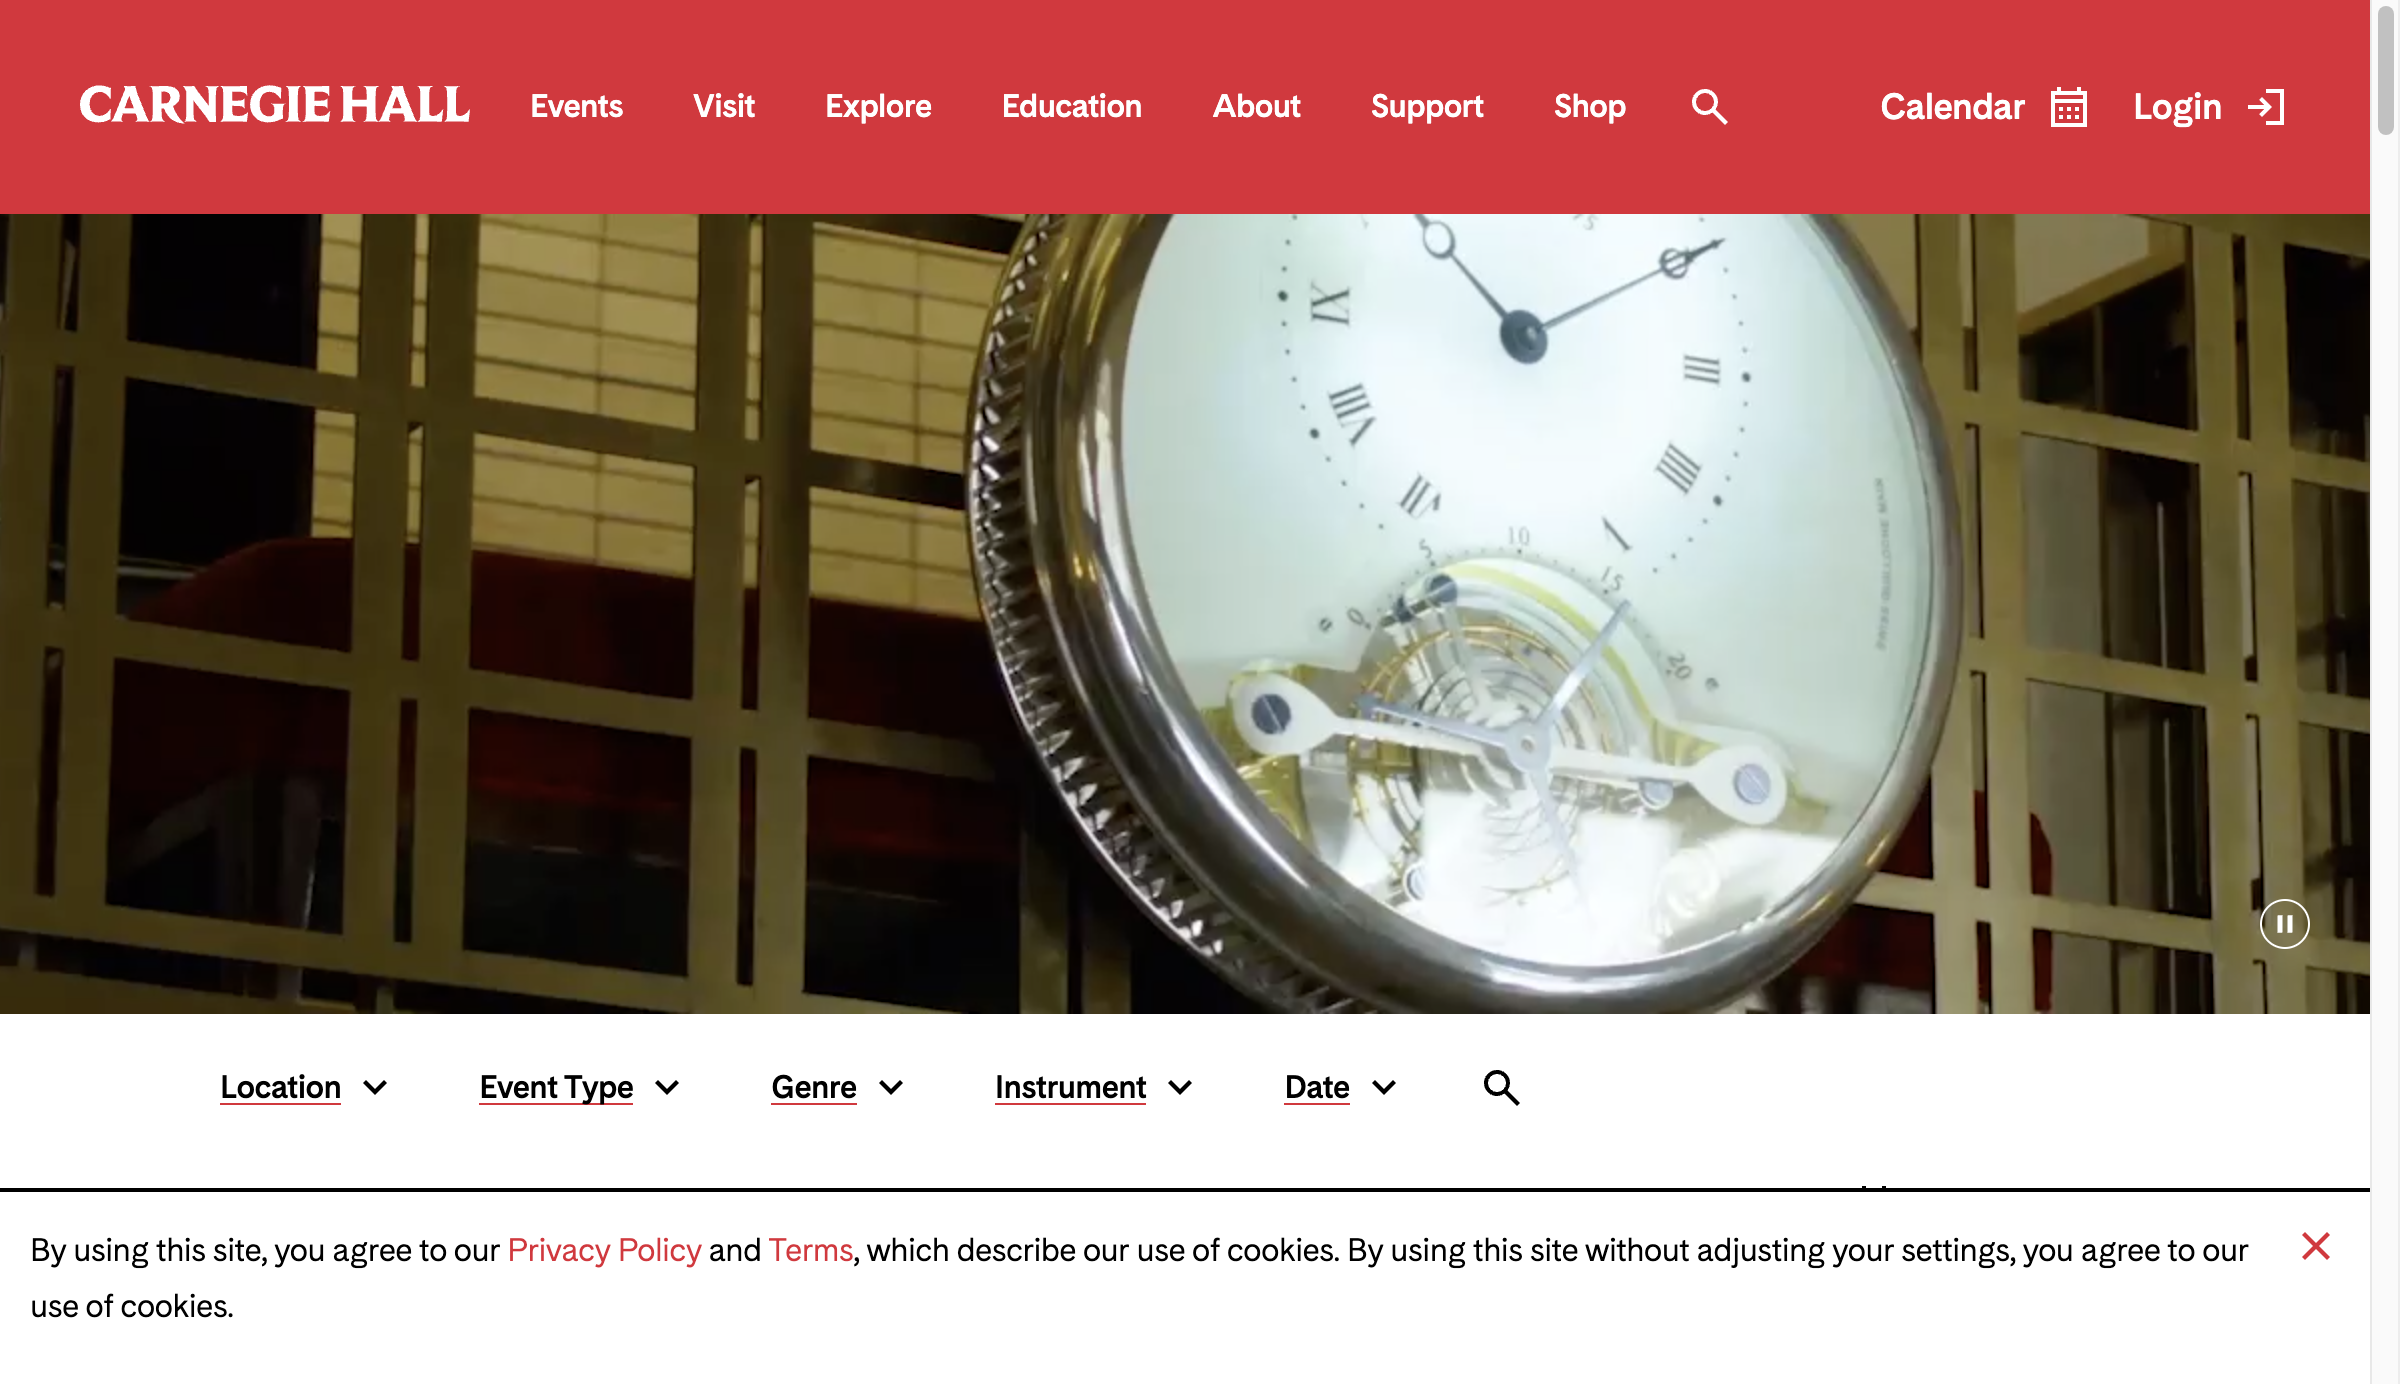 CARNEGIE HALL Events Visit Explore Education About Support Shop Calendar Login
IX
III
VIII
IIII
VII
10
5
15
0
20
Location Event Type Genre Instrument Date
By using this site, you agree to our Privacy Policy and Terms, which describe our use of cookies. By using this site without adjusting your settings, you agree to our
use of cookies.